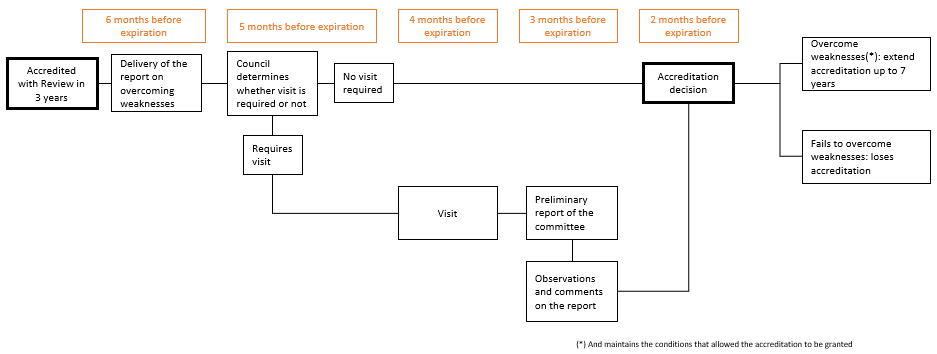 6 months before
expiration
5 months before expiration
4 months before
expiration
3 months before
expiration
2 months before
expiration
Accredited
with Review in
3 years
Delivery of the
report on
overcoming
weaknesses
Council
determines
whether visit is
required or not
No visit
required
Accreditation
decision
Overcome
weaknesses(*): extend
accreditation up to 7
years
Requires
visit
Fails to overcome
weaknesses: loses
accreditation
Visit
Preliminary
report of the
committee
Observations
and comments
on the report
(*) And maintains the conditions that allowed the accreditation to be granted